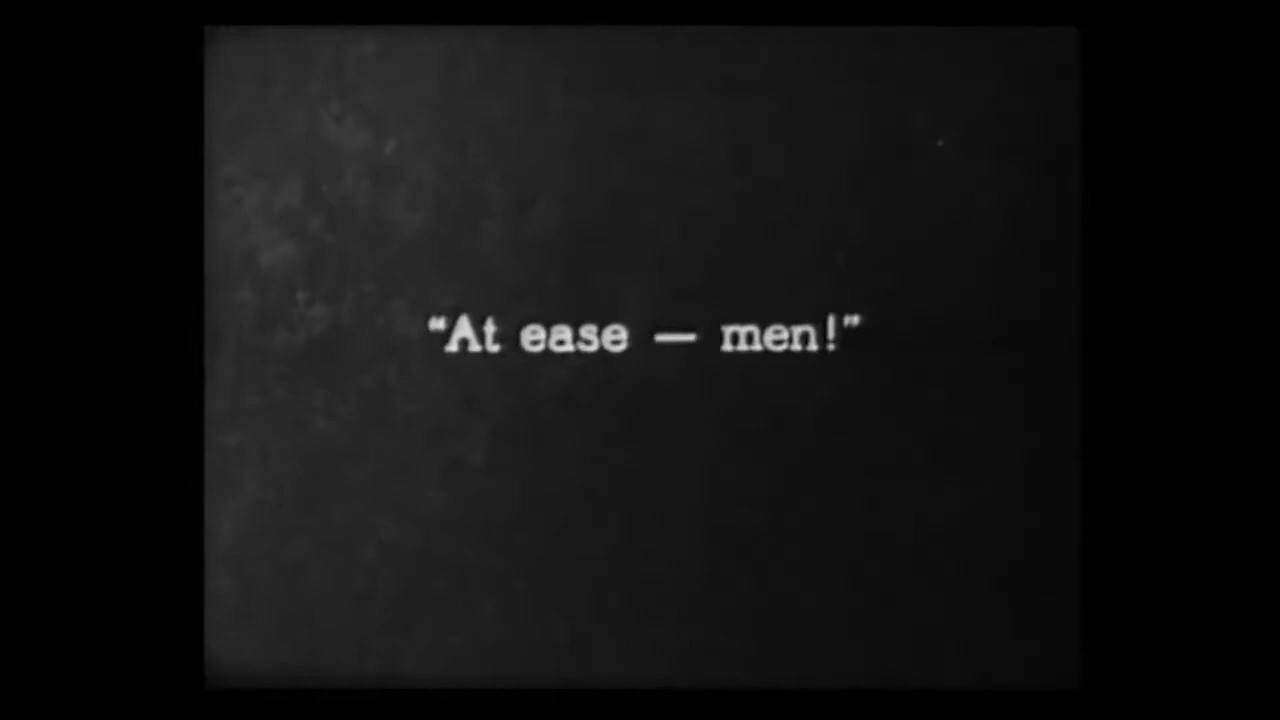 “At ease — men!”